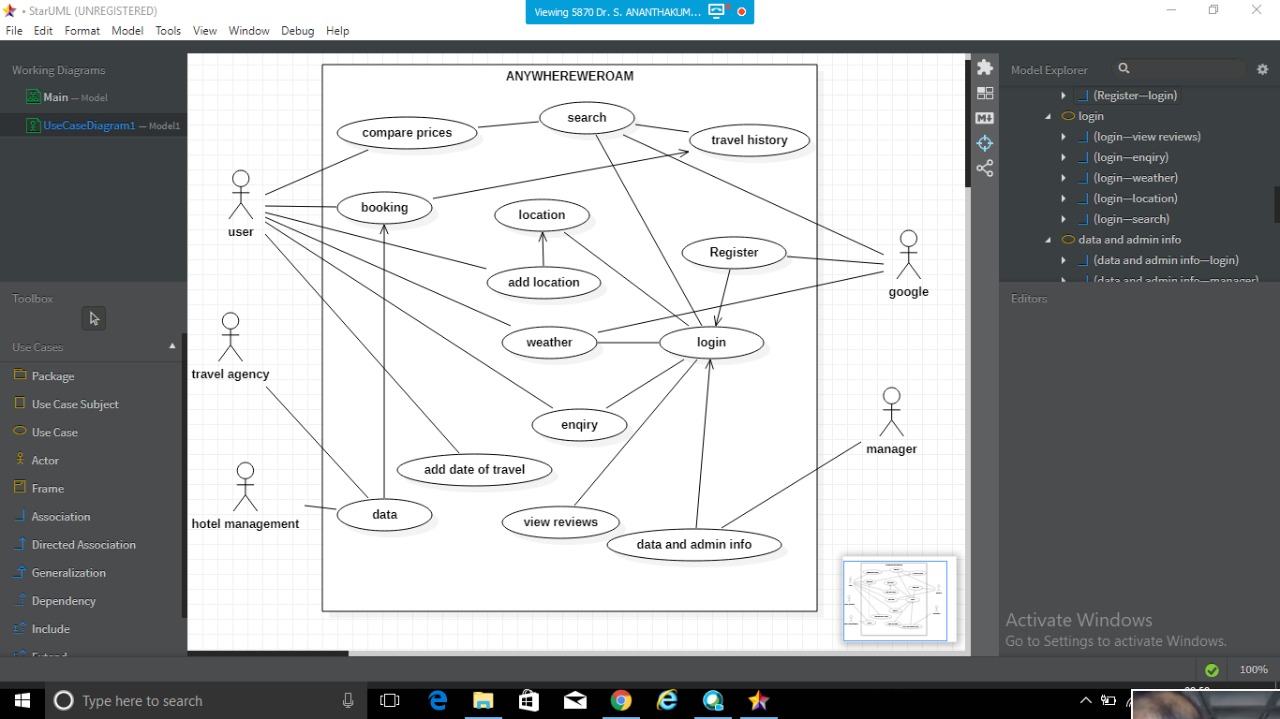 • StarUML (UNREGISTERED)
Viewing 5870 Dr. S. ANANTHAKUM...
File Edit Format Model Tools View Window Debug Help
Working Diagrams
Main — Model
UseCaseDiagram1 — Model1
Toolbox
Use Cases
Package
Use Case Subject
Use Case
Actor
Frame
Association
Directed Association
Generalization
Dependency
Include
Extend
ANYWHEREWEROAM
search
compare prices
travel history
booking
location
user
Register
add location
google
weather
login
travel agency
enqiry
manager
add date of travel
data
view reviews
hotel management
data and admin info
Model Explorer
(Register—login)
login
(login—view reviews)
(login—enqiry)
(login—weather)
(login—location)
(login—search)
data and admin info
(data and admin info—login)
(data and admin info—manager)
Editors
Activate Windows
Go to Settings to activate Windows.
100%
Type here to search